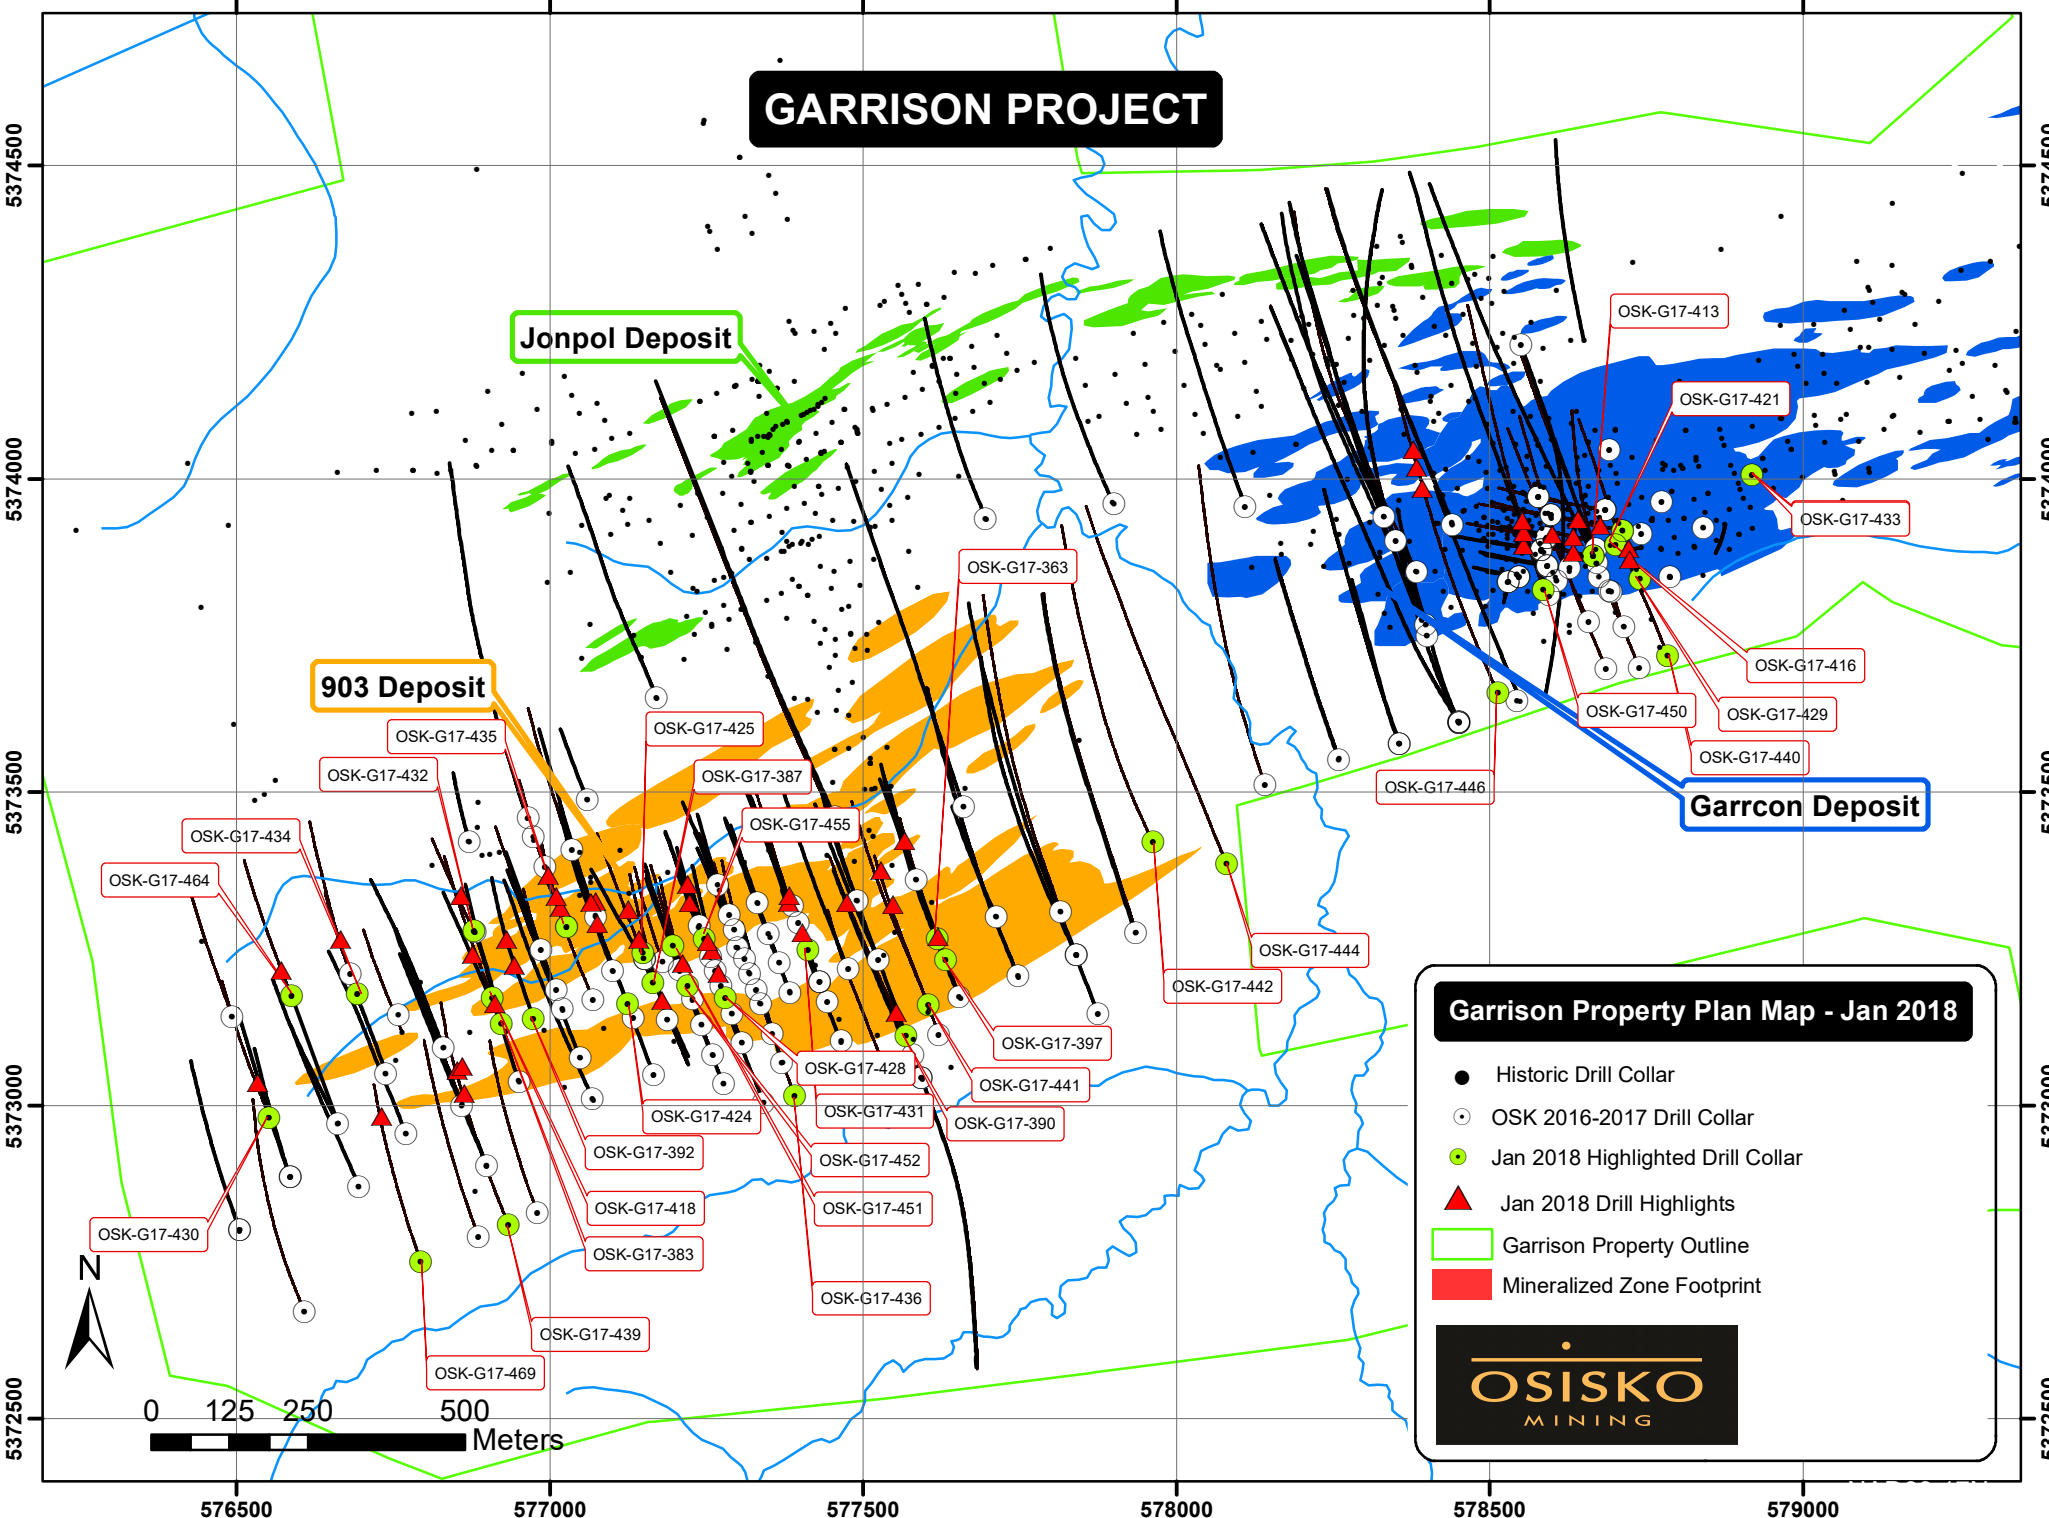 GARRISON PROJECT
5374500
5374000
5373500
5373000
5372500
5374500
5374000
5373500
5373000
5372500
OSK-G17-413
Jonpol Deposit
OSK-G17-421
OSK-G17-433
OSK-G17-363
OSK-G17-416
903 Deposit
OSK-G17-450
OSK-G17-429
OSK-G17-425
OSK-G17-435
OSK-G17-440
OSK-G17-432
OSK-G17-387
OSK-G17-446
Garrcon Deposit
OSK-G17-455
OSK-G17-434
OSK-G17-464
OSK-G17-444
OSK-G17-442
OSK-G17-397
OSK-G17-428
OSK-G17-441
OSK-G17-424
OSK-G17-431
OSK-G17-390
OSK-G17-392
OSK-G17-452
OSK-G17-418
OSK-G17-451
OSK-G17-430
OSK-G17-383
OSK-G17-436
OSK-G17-439
OSK-G17-469
N
0 125 250 500
Meters
Garrison Property Plan Map - Jan 2018
Historic Drill Collar
OSK 2016-2017 Drill Collar
Jan 2018 Highlighted Drill Collar
Jan 2018 Drill Highlights
Garrison Property Outline
Mineralized Zone Footprint
OSISKO
MINING
576500 577000 577500 578000 578500 579000